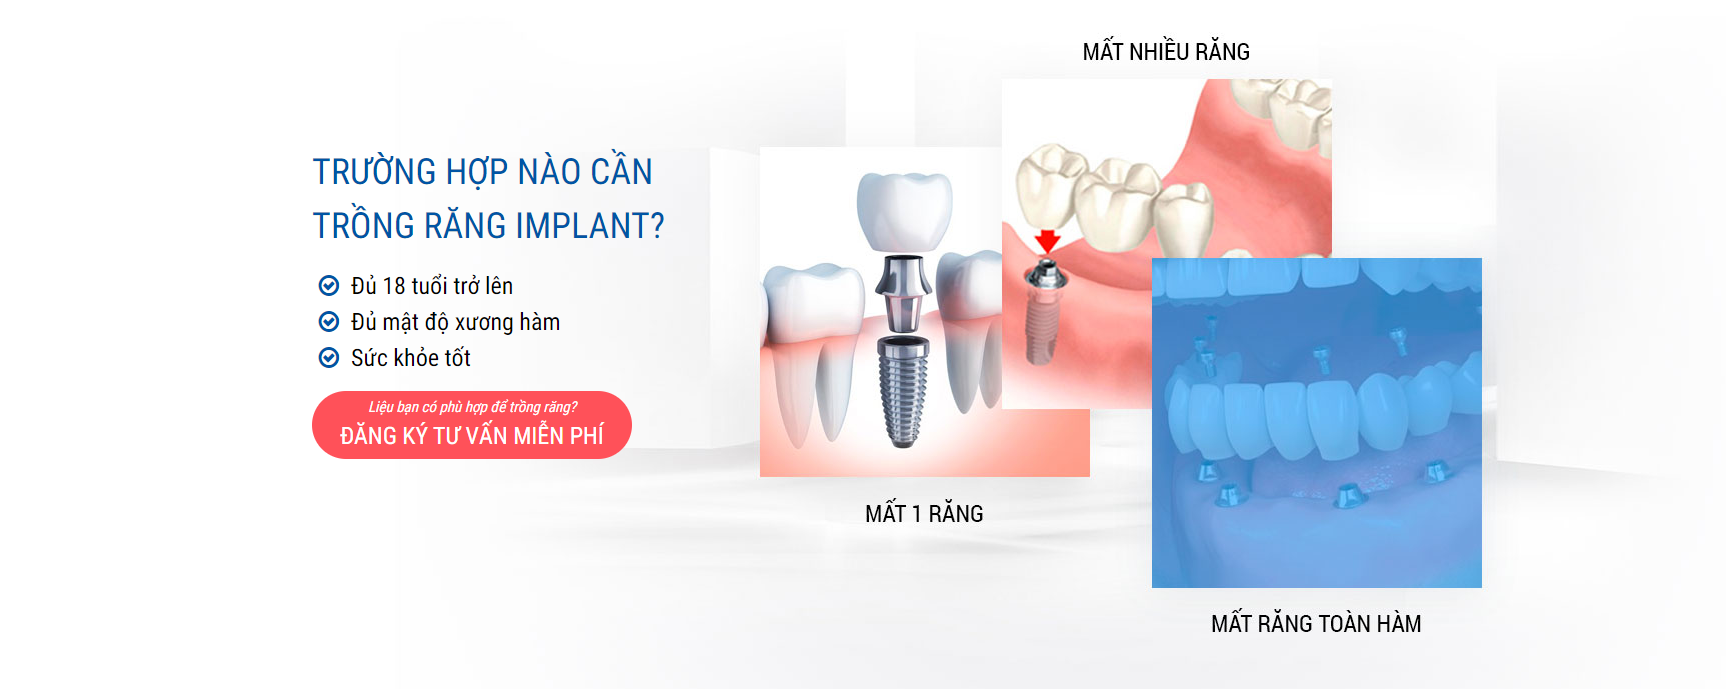 TRƯỜNG HỢP NÀO CẦN
TRỒNG RĂNG IMPLANT?
Đủ 18 tuổi trở lên
Đủ mật độ xương hàm
Sức khỏe tốt
Liệu bạn có phù hợp để trồng răng?
ĐĂNG KÝ TƯ VẤN MIỄN PHÍ
MẤT NHIỀU RĂNG
MẤT 1 RĂNG
MẤT RĂNG TOÀN HÀM